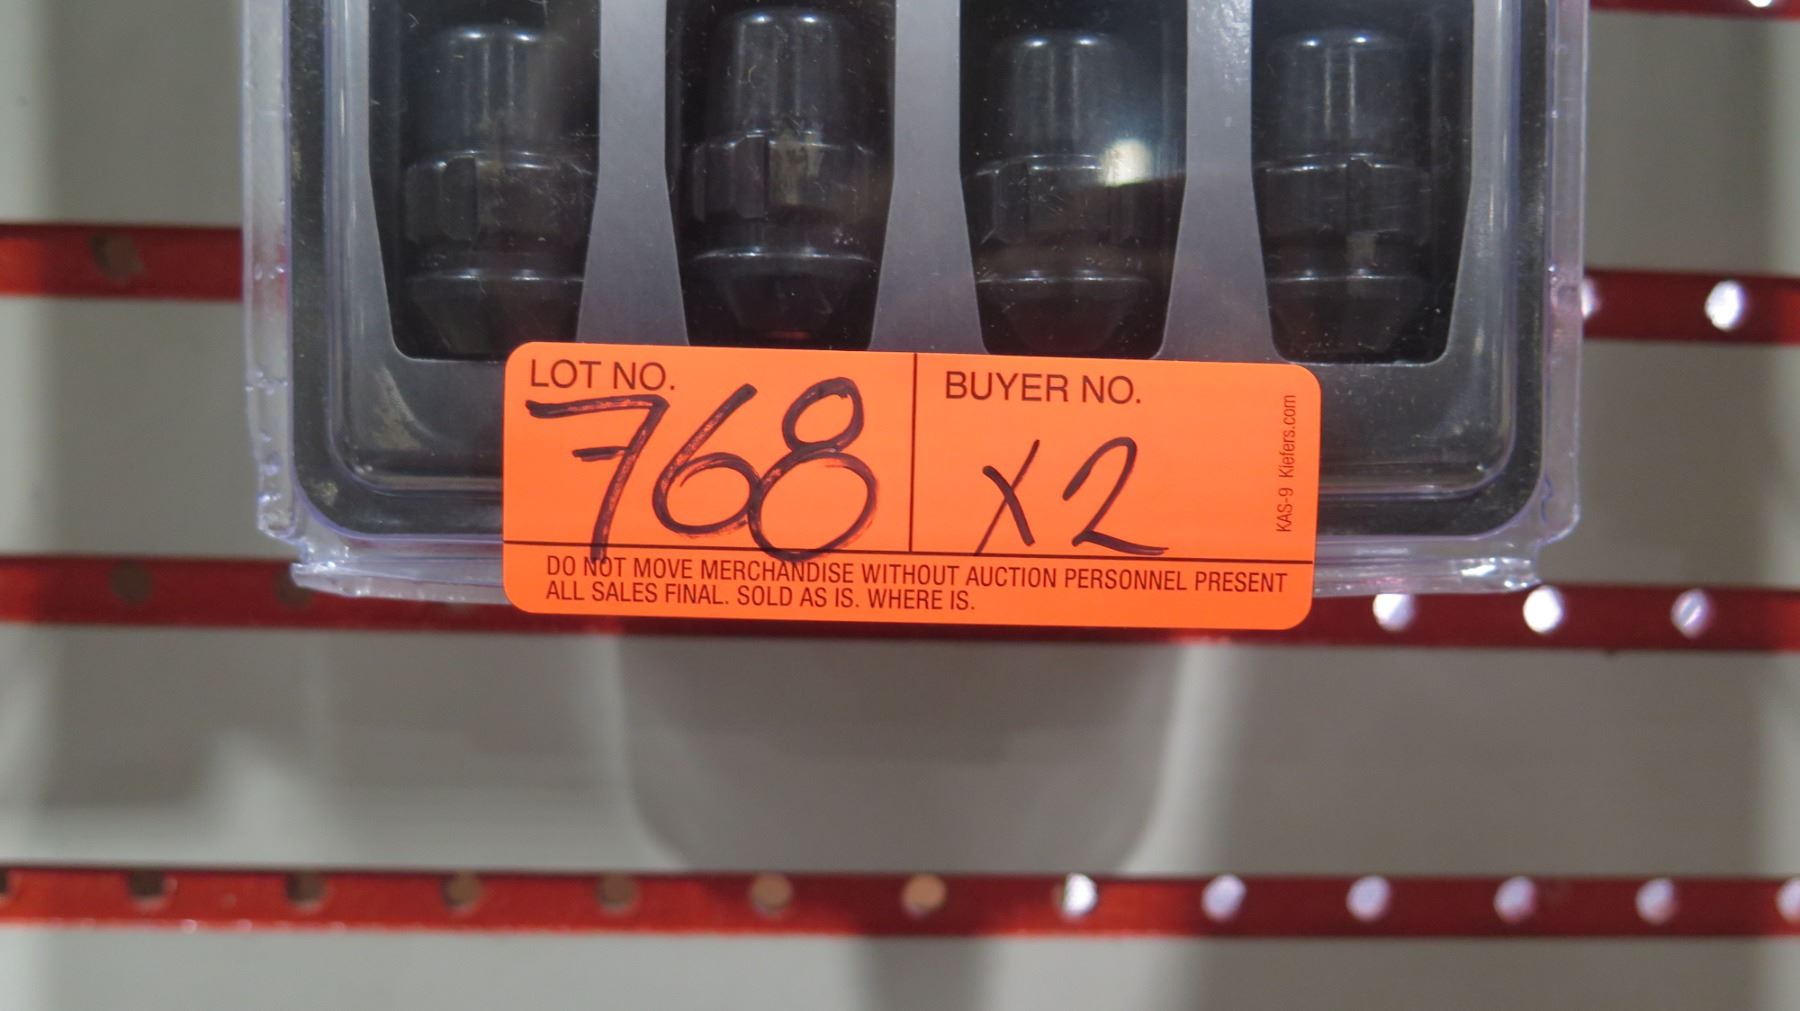 LOT NO.
768
BUYER NO.
X2
KAS-9 Kiefers.com
DO NOT MOVE MERCHANDISE WITHOUT AUCTION PERSONNEL PRESENT
ALL SALES FINAL. SOLD AS IS. WHERE IS.